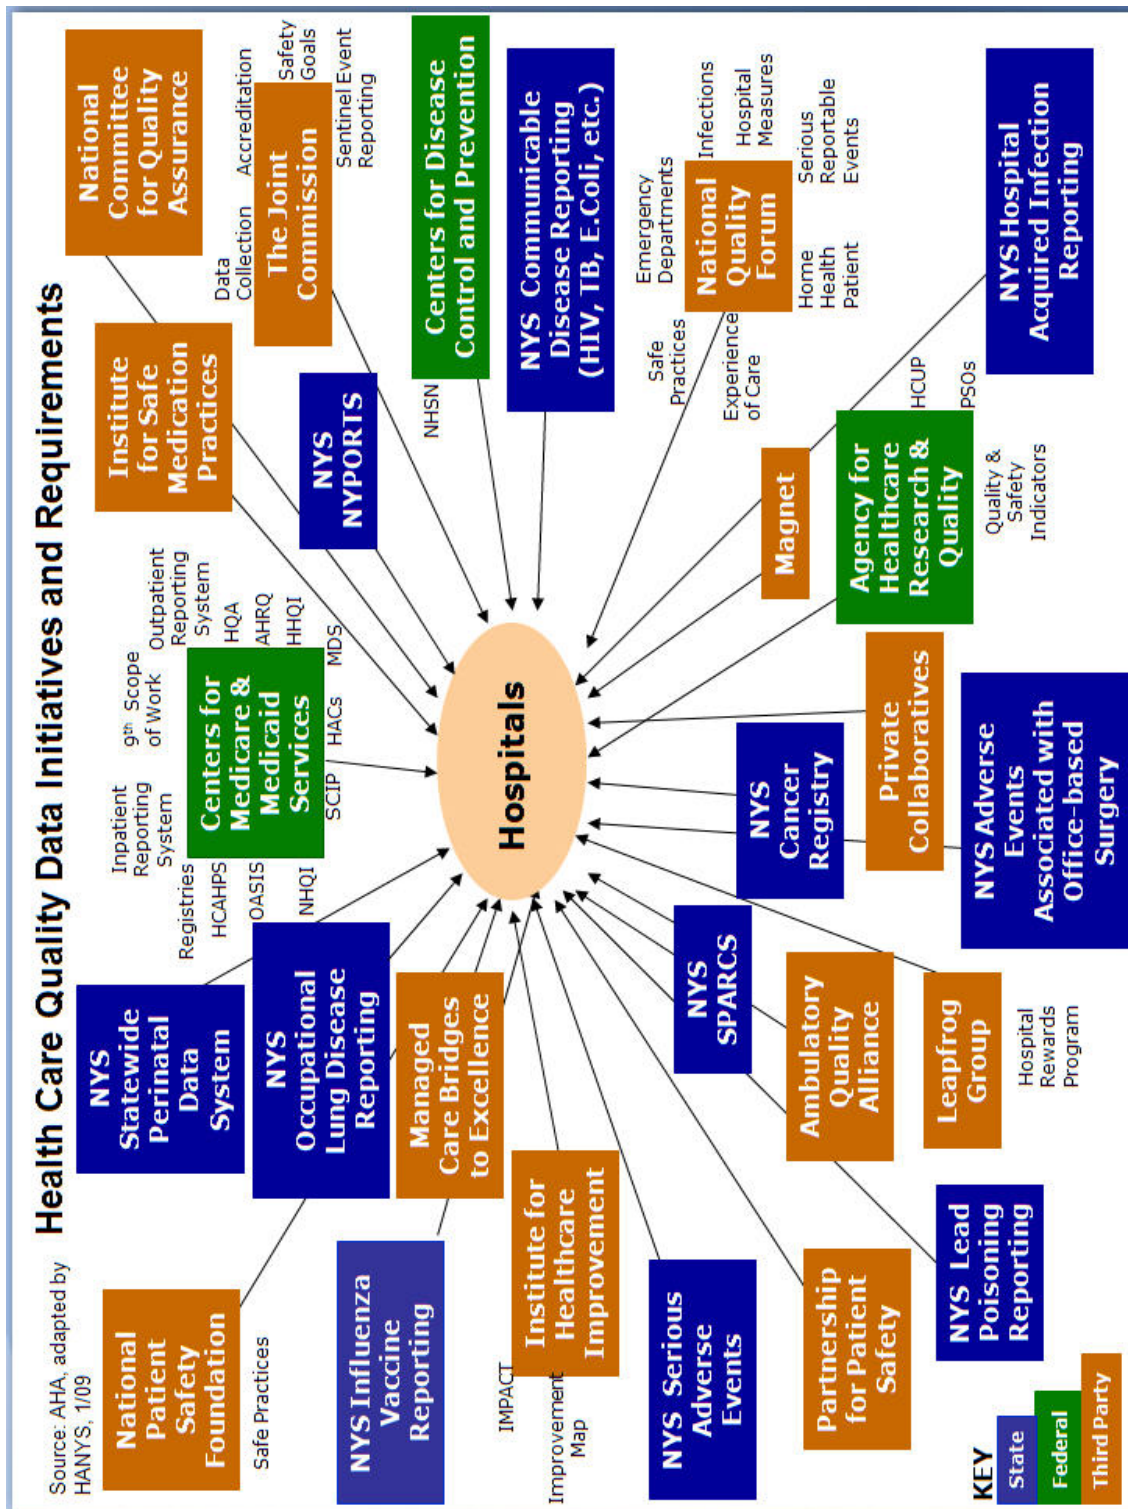 Source: AHA, adapted by
HANYS, 1/09
Health Care Quality Data Initiatives and Requirements
National
Patient
Safety
Foundation
Safe Practices
NYS
Statewide
Perinatal
Data
System
Inpatient
Reporting
System
9th Scope
of Work
Outpatient
Reporting
System
Registries
HCAHPS
OASIS
NHQI
Centers for
Medicare &
Medicaid
Services
HQA
AHRQ
HHQI
MDS
SCIP
HACs
Institute
for Safe
Medication
Practices
National
Committee
for Quality
Assurance
NYS
Occupational
Lung Disease
Reporting
NYS
NYPORTS
Data
Collection
Accreditation
Safety
Goals
The Joint
Commission
Sentinel Event
Reporting
NYS Influenza
Vaccine
Reporting
Managed
Care Bridges
to Excellence
NHSN
Centers for Disease
Control and Prevention
IMPACT
Improvement
Map
Institute for
Healthcare
Improvement
Hospitals
NYS Communicable
Disease Reporting
(HIV, TB, E.Coli, etc.)
NYS Serious
Adverse
Events
NYS
SPARCS
NYS
Cancer
Registry
Safe
Practices
Emergency
Departments
Infections
Hospital
Measures
National
Quality
Forum
Experience
of Care
Home
Health
Patient
Serious
Reportable
Events
Partnership
for Patient
Safety
Ambulatory
Quality
Alliance
Private
Collaboratives
Magnet
Agency for
Healthcare
Research &
Quality
HCUP
PSOs
Quality &
Safety
Indicators
NYS Lead
Poisoning
Reporting
Leapfrog
Group
Hospital
Rewards
Program
NYS Adverse
Events
Associated with
Office-based
Surgery
NYS Hospital
Acquired Infection
Reporting
KEY
State
Federal
Third Party